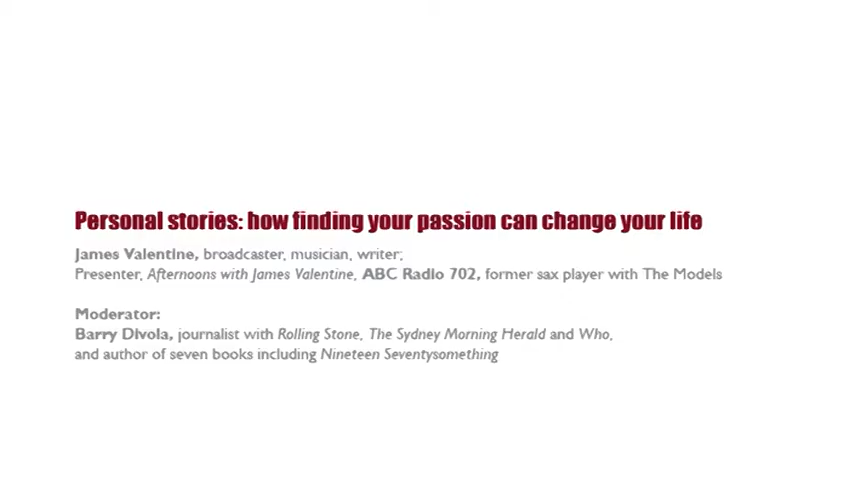 Personal stories: how finding your passion can change your life
James Valentine, broadcaster, musician, writer;
Presenter, Afternoons with James Valentine, ABC Radio 702, former sax player with The Models
Moderator:
Barry Divola, journalist with Rolling Stone, The Sydney Morning Herald and Who,
and author of seven books including Nineteen Seventysomething